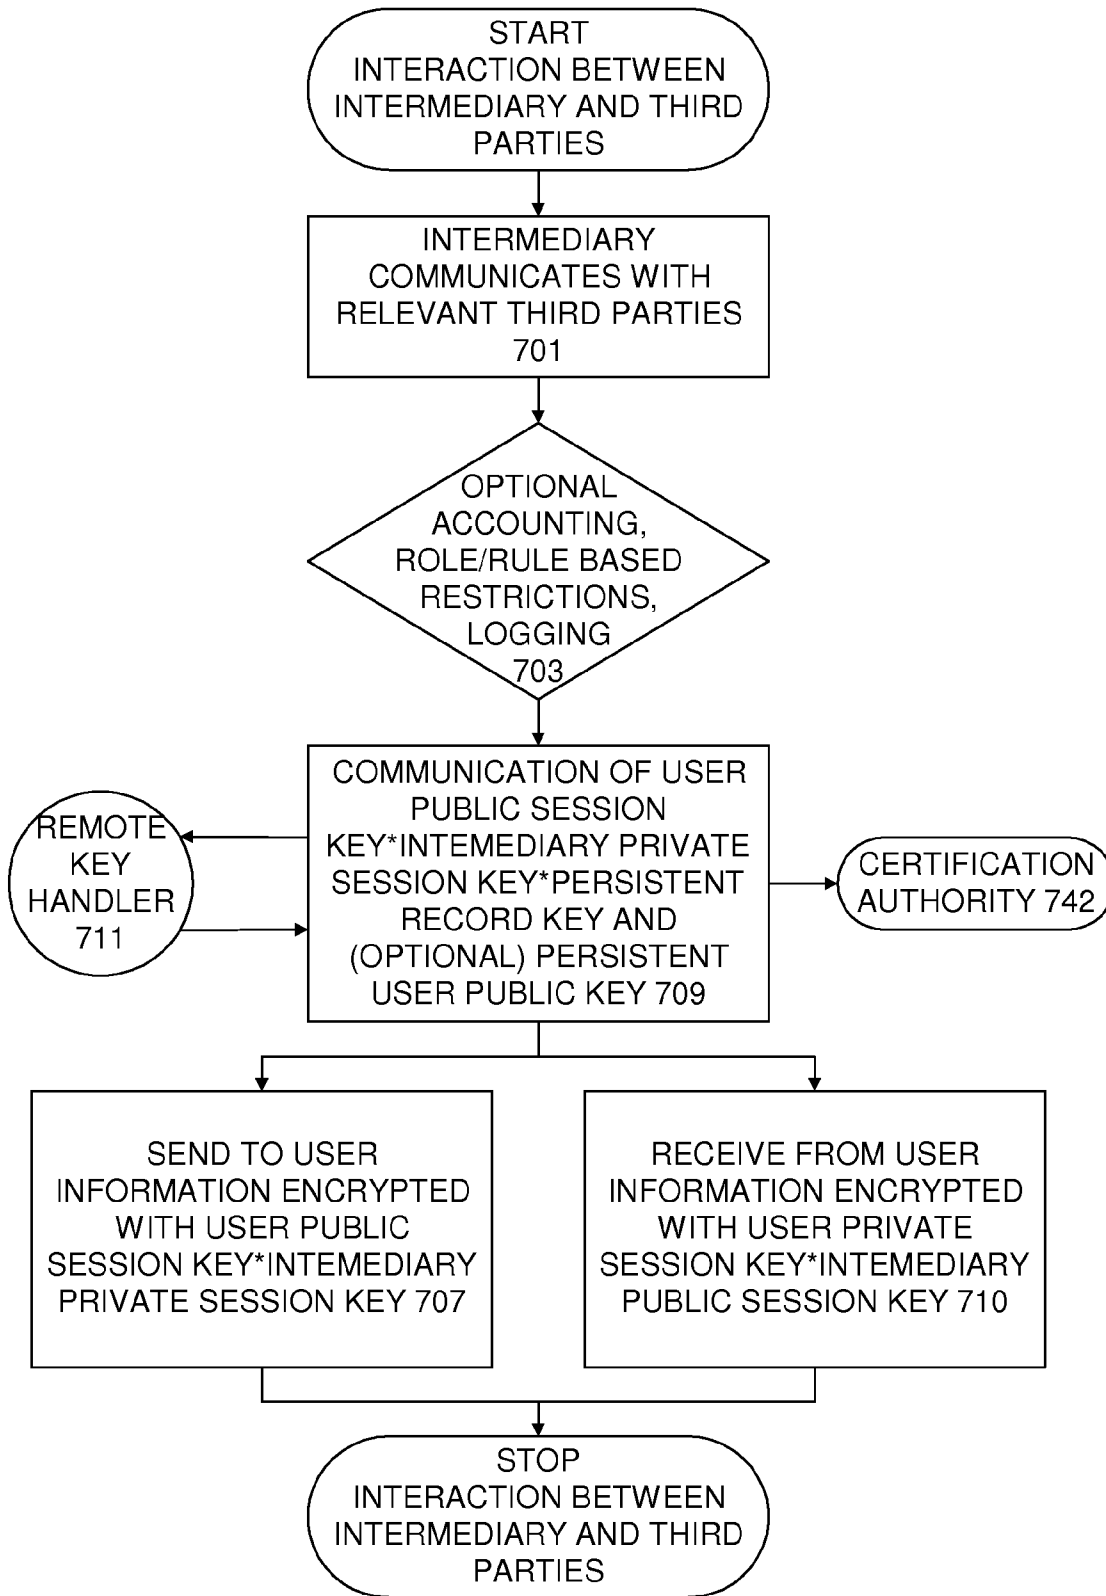 START
INTERACTION BETWEEN
INTERMEDIARY AND THIRD
PARTIES
INTERMEDIARY
COMMUNICATES WITH
RELEVANT THIRD PARTIES
701
OPTIONAL
ACCOUNTING,
ROLE/RULE BASED
RESTRICTIONS,
LOGGING
703
COMMUNICATION OF USER
PUBLIC SESSION
KEY*INTEMEDIARY PRIVATE
SESSION KEY*PERSISTENT
RECORD KEY AND
(OPTIONAL) PERSISTENT
USER PUBLIC KEY 709
REMOTE
KEY
HANDLER
711
CERTIFICATION
AUTHORITY 742
SEND TO USER
INFORMATION ENCRYPTED
WITH USER PUBLIC
SESSION KEY*INTEMEDIARY
PRIVATE SESSION KEY 707
RECEIVE FROM USER
INFORMATION ENCRYPTED
WITH USER PRIVATE
SESSION KEY*INTEMEDIARY
PUBLIC SESSION KEY 710
STOP
INTERACTION BETWEEN
INTERMEDIARY AND THIRD
PARTIES